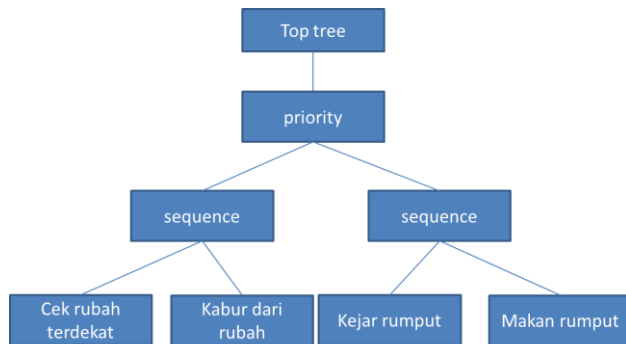 Top tree
priority
sequence
sequence
Cek rubah
terdekat
Kabur dari
rubah
Kejar rumput
Makan rumput